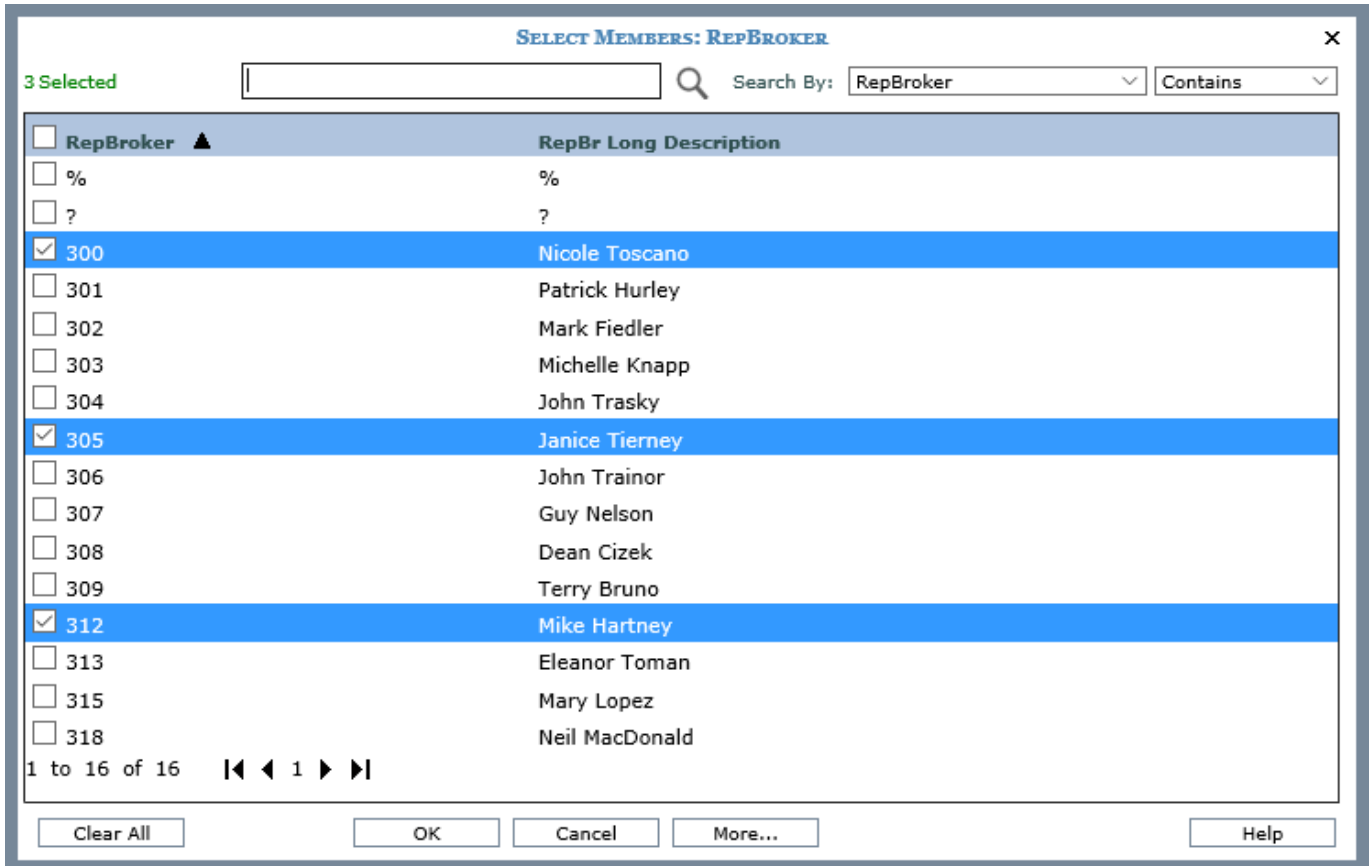 SELECT MEMBERS: REPBROKER ×
3 Selected Search By: RepBroker Contains
RepBroker ▲ RepBr Long Description
% %
? ?
300 Nicole Toscano
301 Patrick Hurley
302 Mark Fiedler
303 Michelle Knapp
304 John Trasky
305 Janice Tierney
306 John Trainor
307 Guy Nelson
308 Dean Cizek
309 Terry Bruno
312 Mike Hartney
313 Eleanor Toman
315 Mary Lopez
318 Neil MacDonald
1 to 16 of 16 1
Clear All OK Cancel More... Help